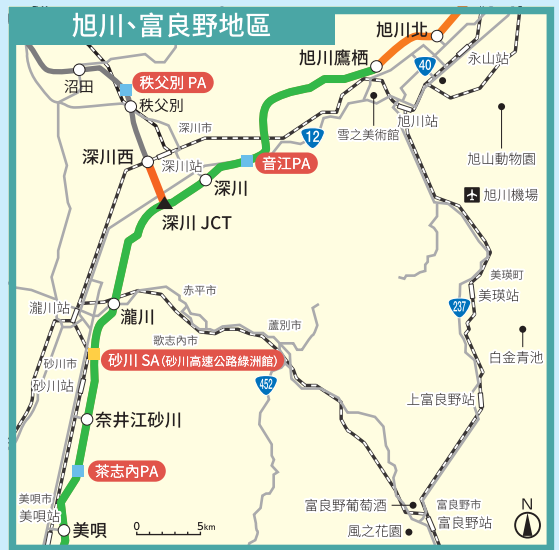 旭川、富良野地區
旭川北
旭川鷹栖
永山站
40
沼田
秩父別 PA
秩父別
深川市
12
雪之美術館
旭川站
深川西
深川站
音江PA
旭山動物園
深川
旭川機場
深川 JCT
美瑛町
美瑛站
赤平市
瀧川站
瀧川
237
蘆別市
歌志內市
白金青池
砂川市
砂川 SA(砂川高速公路綠洲館)
砂川站
452
上富良野站
奈井江砂川
茶志內PA
美唄市
美唄站
富良野葡萄酒
富良野市
富良野站
N
美唄
0 5km
風之花園